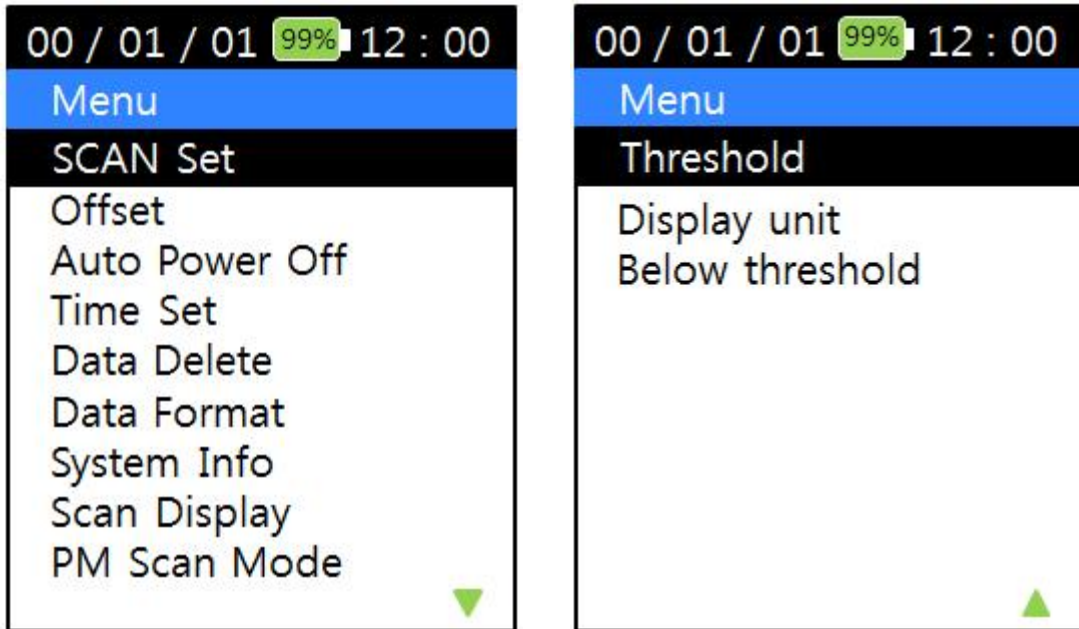 00 / 01 / 01 99% 12 : 00
Menu
SCAN Set
Offset
Auto Power Off
Time Set
Data Delete
Data Format
System Info
Scan Display
PM Scan Mode
00 / 01 / 01 99% 12 : 00
Menu
Threshold
Display unit
Below threshold